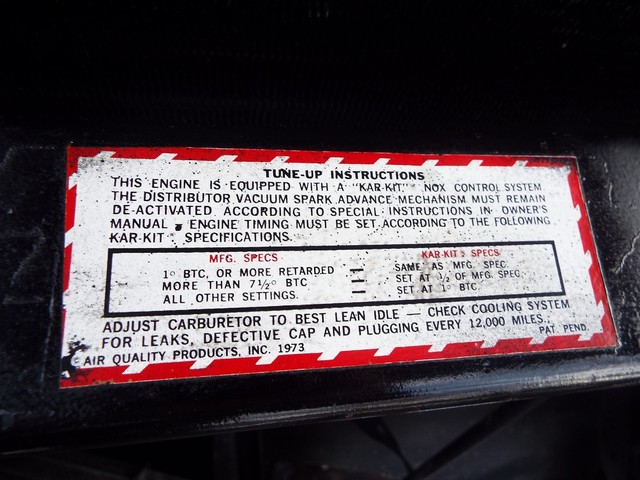 TUNE-UP INSTRUCTIONS
THIS ENGINE IS EQUIPPED WITH A "KAR-KIT" NOX CONTROL SYSTEM
THE DISTRIBUTOR VACUUM SPARK ADVANCE MECHANISM MUST REMAIN
DE-ACTIVATED ACCORDING TO SPECIAL INSTRUCTIONS IN OWNER'S
MANUAL. ENGINE TIMING MUST BE SET ACCORDING TO THE FOLLOWING
KAR-KIT SPECIFICATIONS.
MFG. SPECS KAR-KIT SPECS
1° BTC, OR MORE RETARDED — SAME AS MFG. SPEC.
MORE THAN 7½° BTC — SET AT ½ OF MFG. SPEC.
ALL OTHER SETTINGS. — SET AT 1° BTC.
ADJUST CARBURETOR TO BEST LEAN IDLE — CHECK COOLING SYSTEM
FOR LEAKS, DEFECTIVE CAP AND PLUGGING EVERY 12,000 MILES.
© AIR QUALITY PRODUCTS, INC. 1973 PAT. PEND.